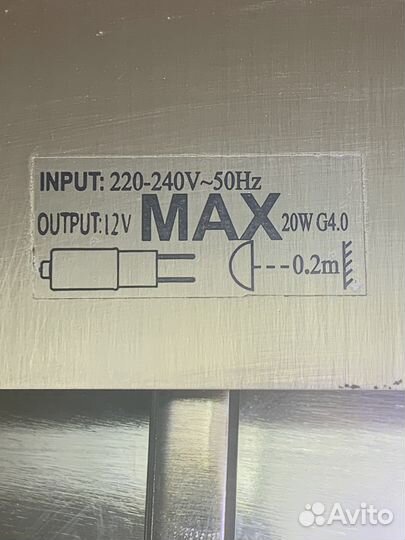 INPUT: 220-240V~50Hz
OUTPUT:12V MAX 20W G4.0
0.2m
Avito